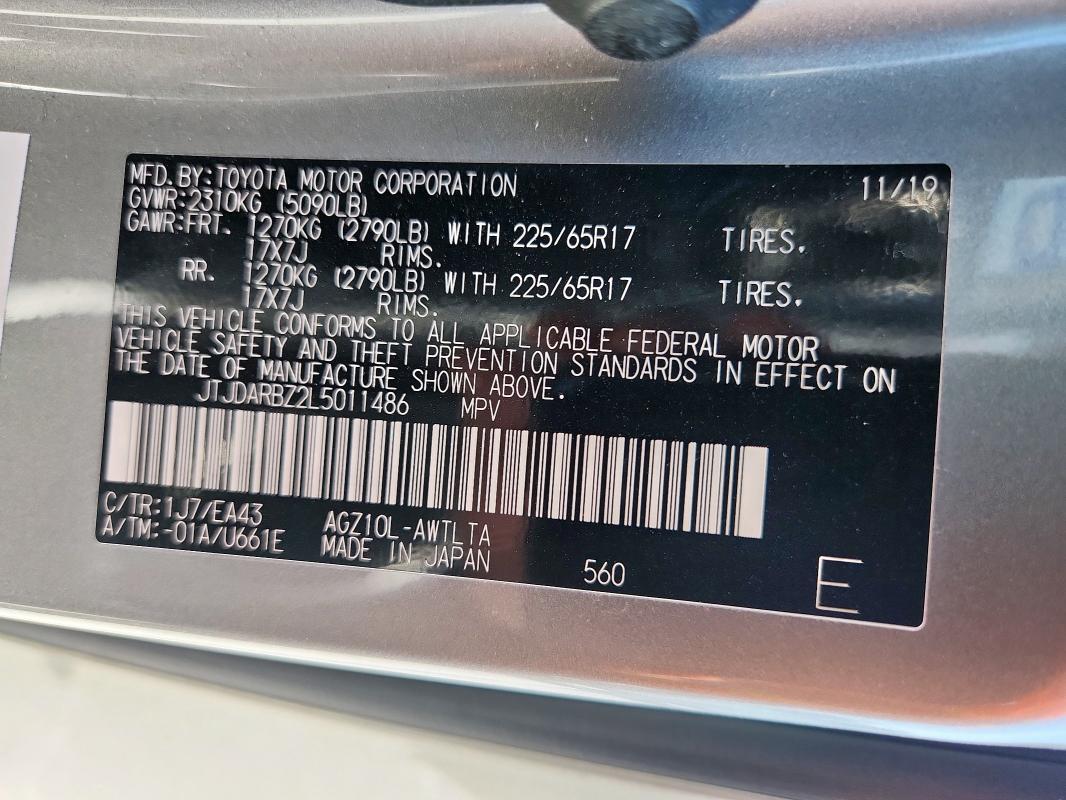 MFD. BY: TOYOTA MOTOR CORPORATION 11/19
GVWR: 2310KG (5090LB)
GAWR: FRT. 1270KG (2790LB) WITH 225/65R17 TIRES.
17X7J RIMS.
RR. 1270KG (2790LB) WITH 225/65R17 TIRES.
17X7J RIMS.
THIS VEHICLE CONFORMS TO ALL APPLICABLE FEDERAL MOTOR
VEHICLE SAFETY AND THEFT PREVENTION STANDARDS IN EFFECT ON
THE DATE OF MANUFACTURE SHOWN ABOVE.
JTJDARBZ2L5011486 MPV
C/TR: 1J7/EA43 AGZ10L-AWTLTA
A/TM: -01A/U661E MADE IN JAPAN
560 E